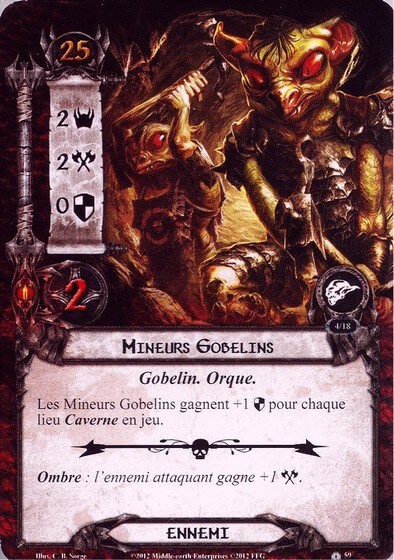 25
2
2
0
2
4/18
Mineurs Gobelins
Gobelin. Orque.
Les Mineurs Gobelins gagnent +1 pour chaque
lieu Caverne en jeu.
Ombre : l'ennemi attaquant gagne +1 .
ENNEMI
Illus. C. B. Sorge
©2012 Middle-earth Enterprises ©2012 FFG
59